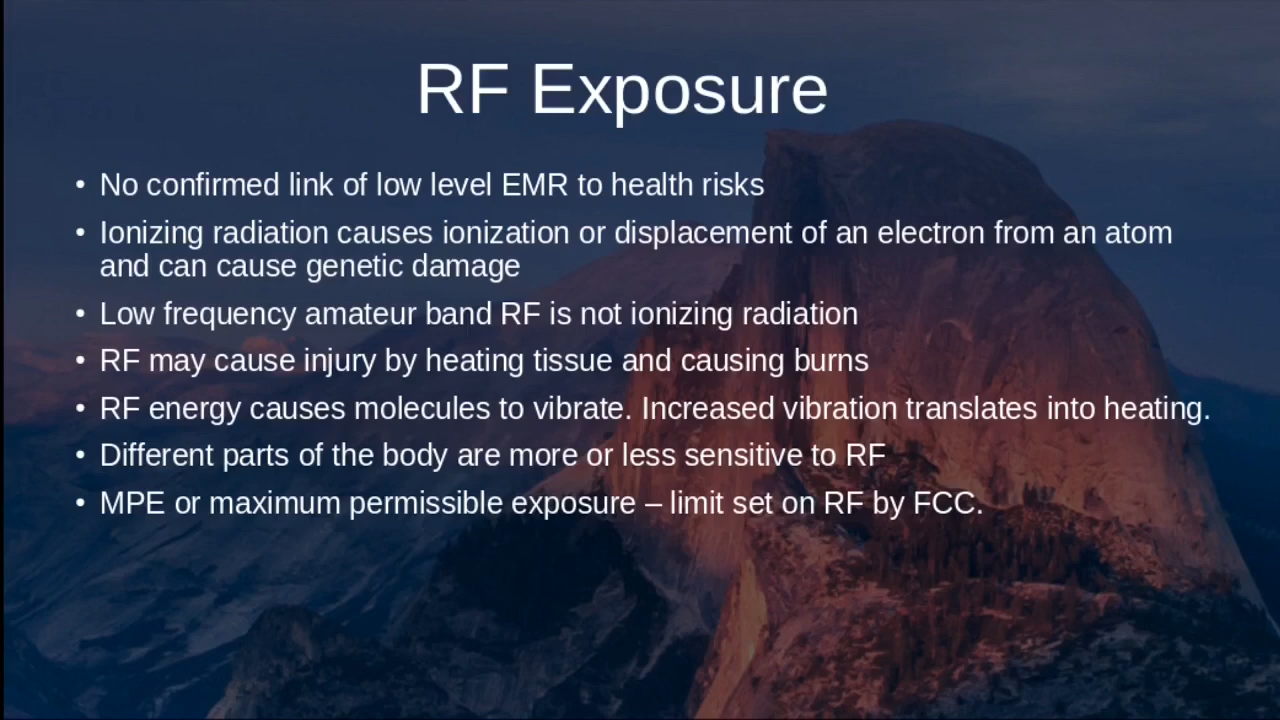 RF Exposure
• No confirmed link of low level EMR to health risks
• Ionizing radiation causes ionization or displacement of an electron from an atom
and can cause genetic damage
• Low frequency amateur band RF is not ionizing radiation
• RF may cause injury by heating tissue and causing burns
• RF energy causes molecules to vibrate. Increased vibration translates into heating.
• Different parts of the body are more or less sensitive to RF
• MPE or maximum permissible exposure – limit set on RF by FCC.